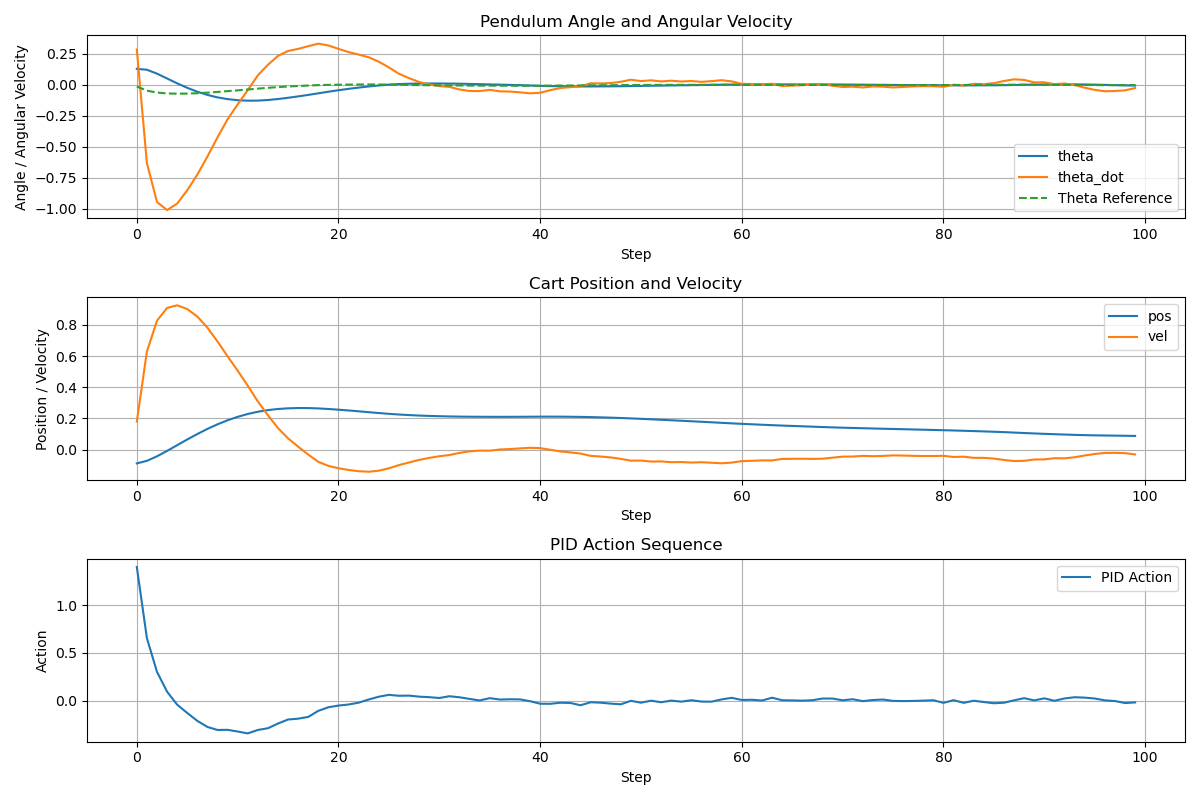 Pendulum Angle and Angular Velocity
Angle / Angular Velocity
0.25
0.00
−0.25
−0.50
−0.75
−1.00
theta
theta_dot
Theta Reference
0 20 40 60 80 100
Step
Cart Position and Velocity
Position / Velocity
0.8
0.6
0.4
0.2
0.0
pos
vel
0 20 40 60 80 100
Step
PID Action Sequence
Action
1.0
0.5
0.0
PID Action
0 20 40 60 80 100
Step